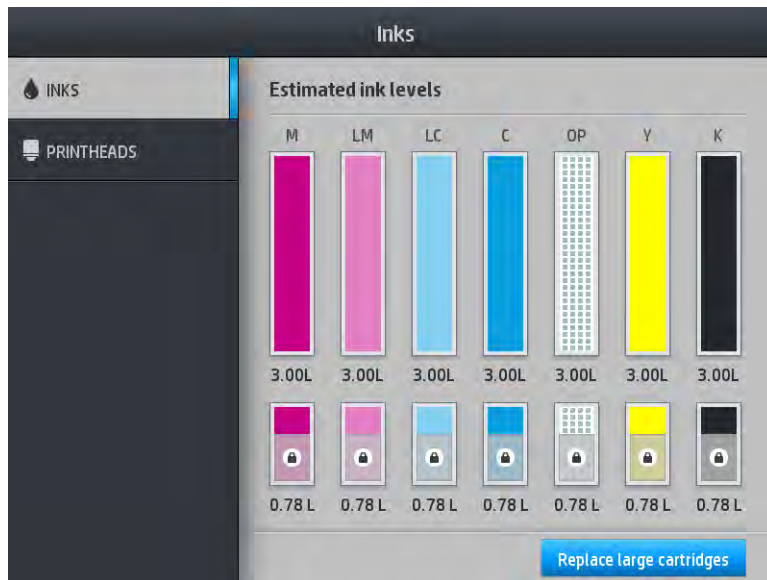 Inks
INKS
PRINTHEADS
Estimated ink levels
M LM LC C OP Y K
3.00L 3.00L 3.00L 3.00L 3.00L 3.00L 3.00L
0.78 L 0.78 L 0.78 L 0.78 L 0.78 L 0.78 L 0.78 L
Replace large cartridges